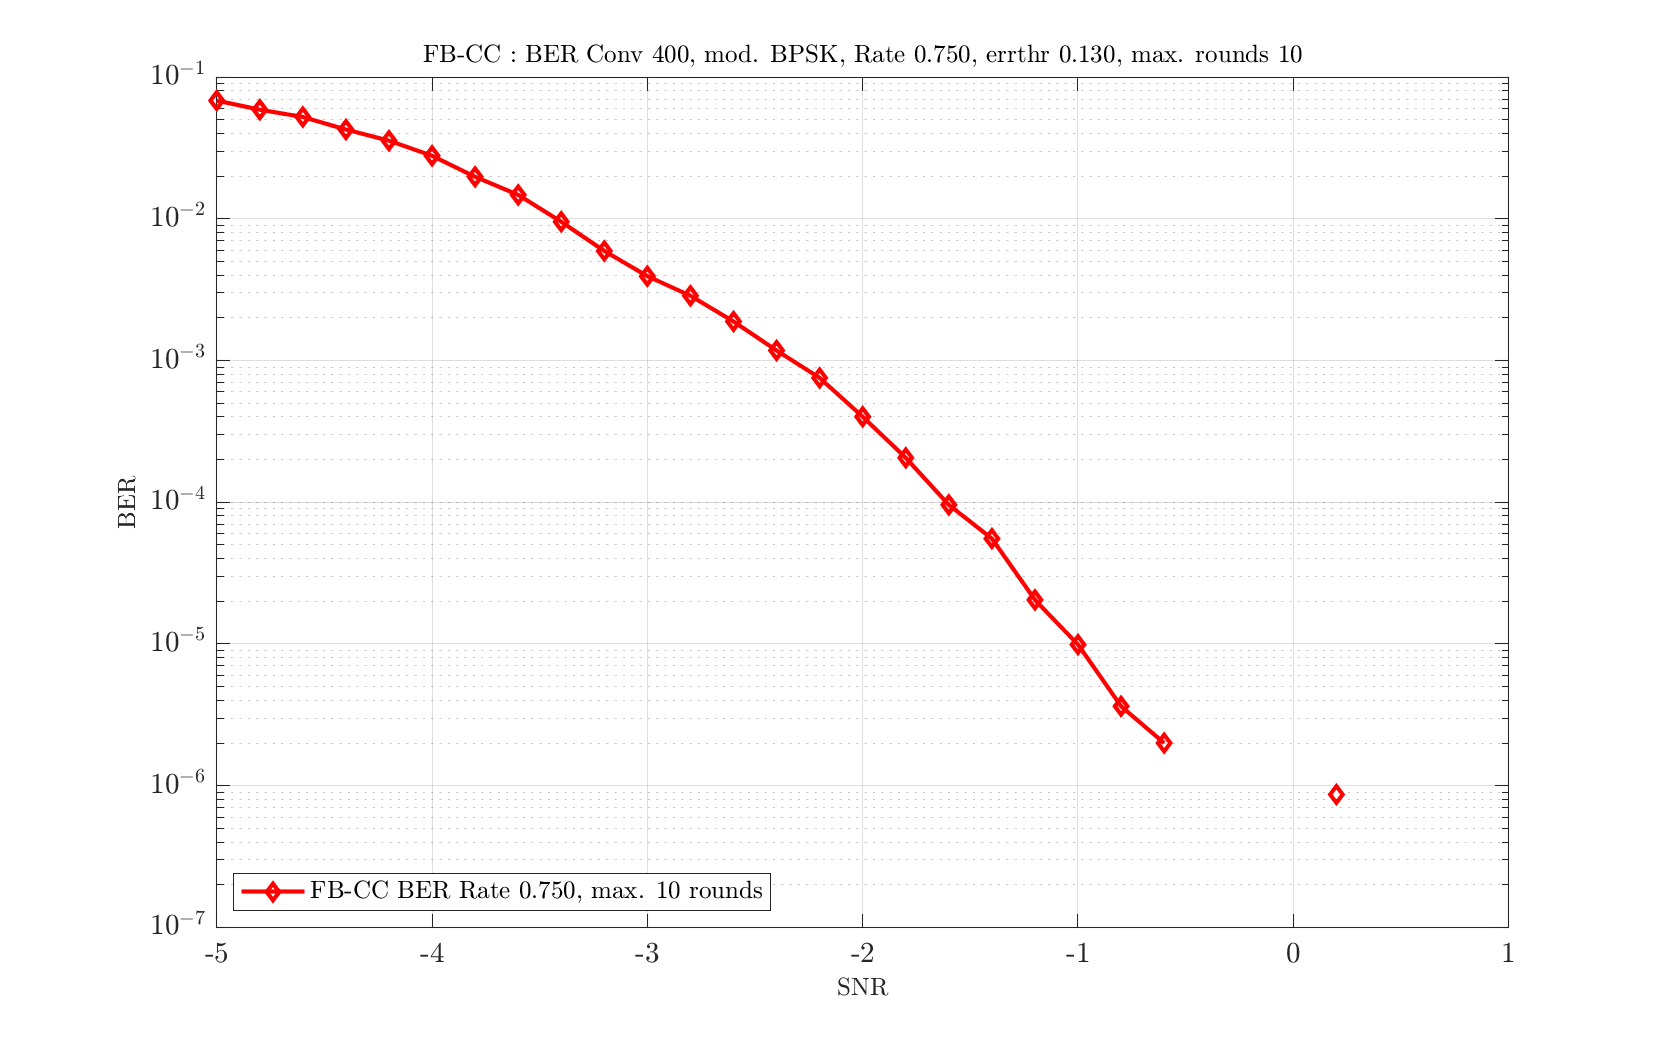 FB-CC : BER Conv 400, mod. BPSK, Rate 0.750, errthr 0.130, max. rounds 10
10⁻¹
10⁻²
10⁻³
10⁻⁴
10⁻⁵
10⁻⁶
10⁻⁷
BER
FB-CC BER Rate 0.750, max. 10 rounds
-5 -4 -3 -2 -1 0 1
SNR